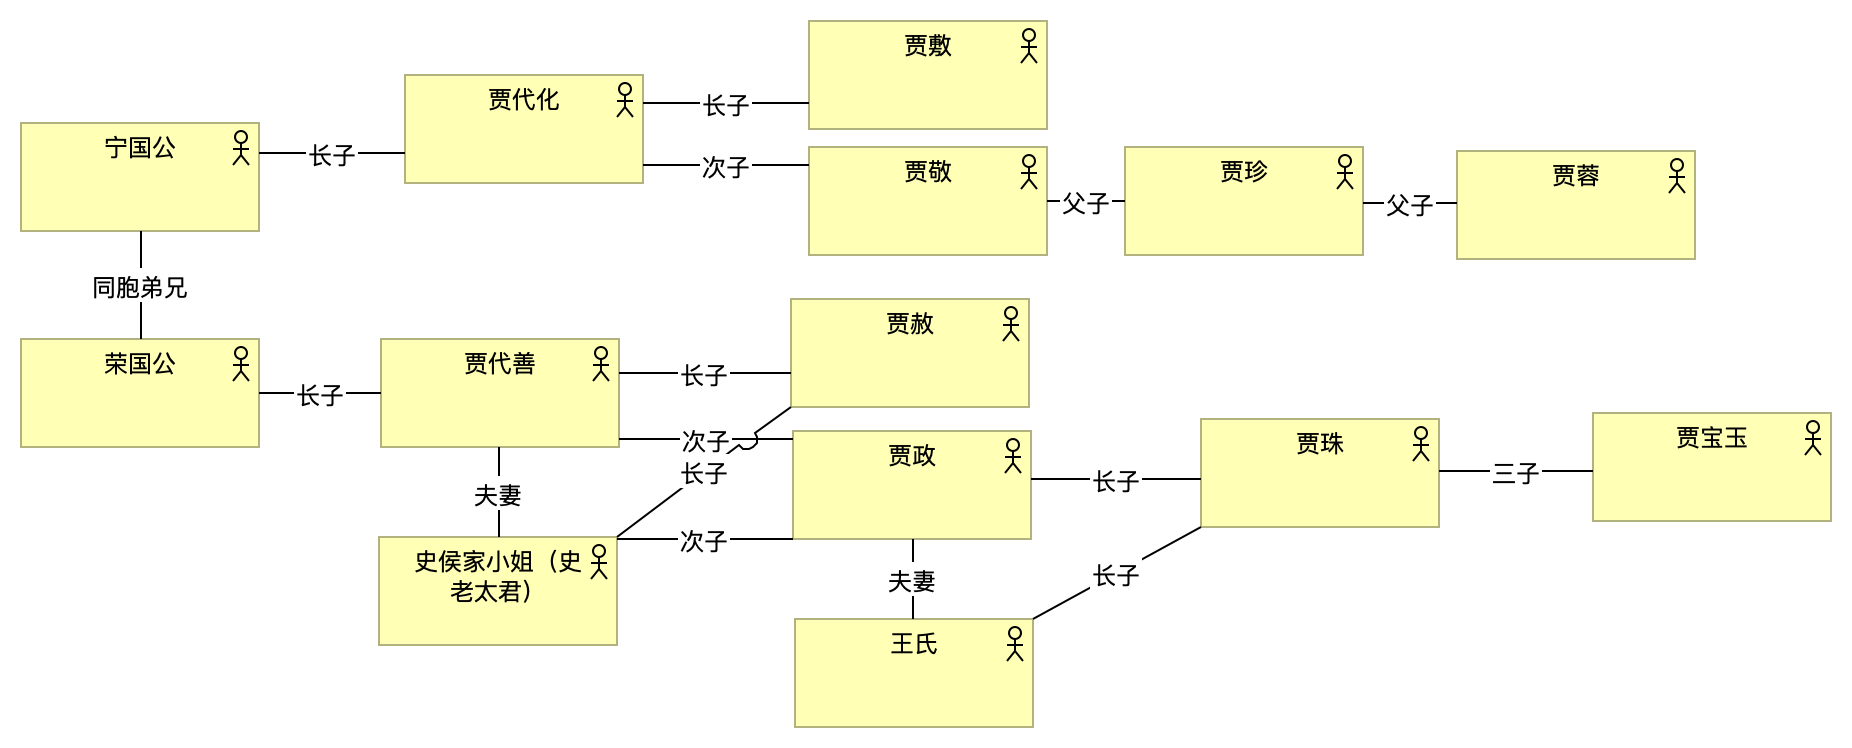 贾敷
贾代化
长子
宁国公
长子
次子
贾敬
父子
贾珍
父子
贾蓉
同胞弟兄
荣国公
长子
贾代善
长子
贾赦
次子
长子
贾政
长子
贾珠
三子
贾宝玉
夫妻
史侯家小姐（史
老太君）
次子
夫妻
长子
王氏